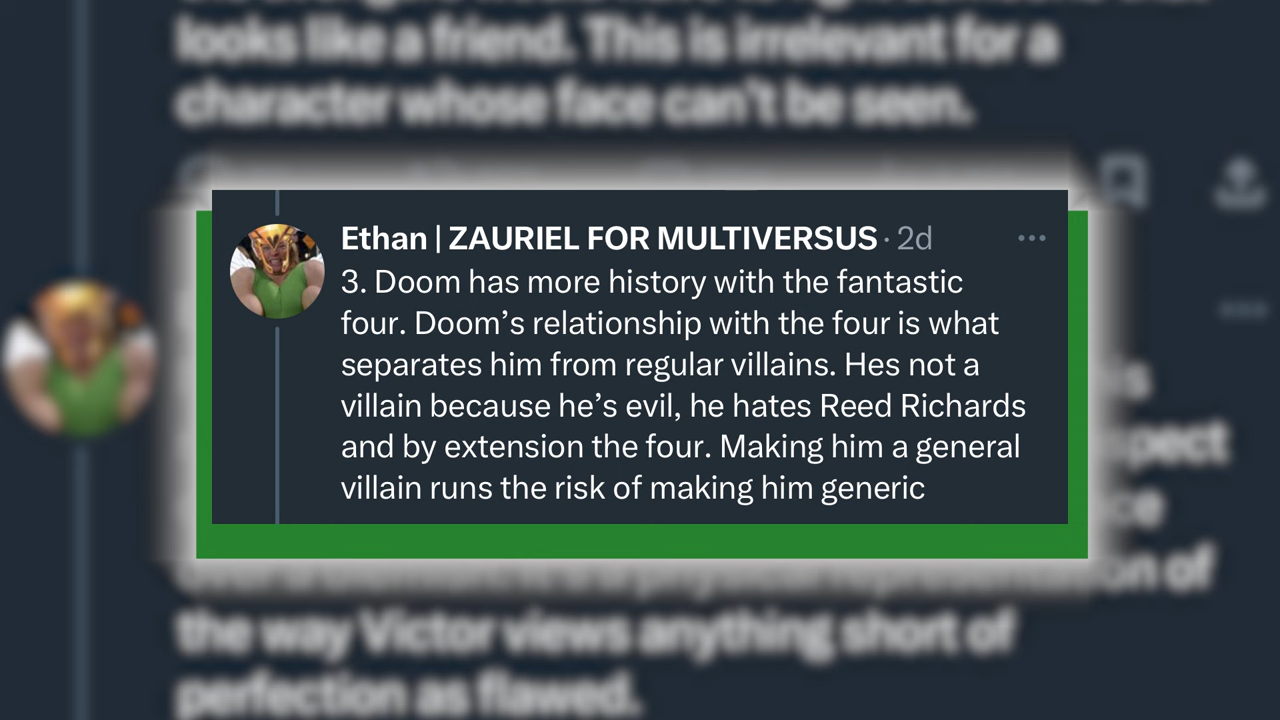 looks like a friend. This is irrelevant for a
character whose face can't be seen.
Ethan | ZAURIEL FOR MULTIVERSUS · 2d
3. Doom has more history with the fantastic
four. Doom's relationship with the four is what
separates him from regular villains. Hes not a
villain because he's evil, he hates Reed Richards
and by extension the four. Making him a general
villain runs the risk of making him generic
the way Victor views anything short of
perfection as flawed.